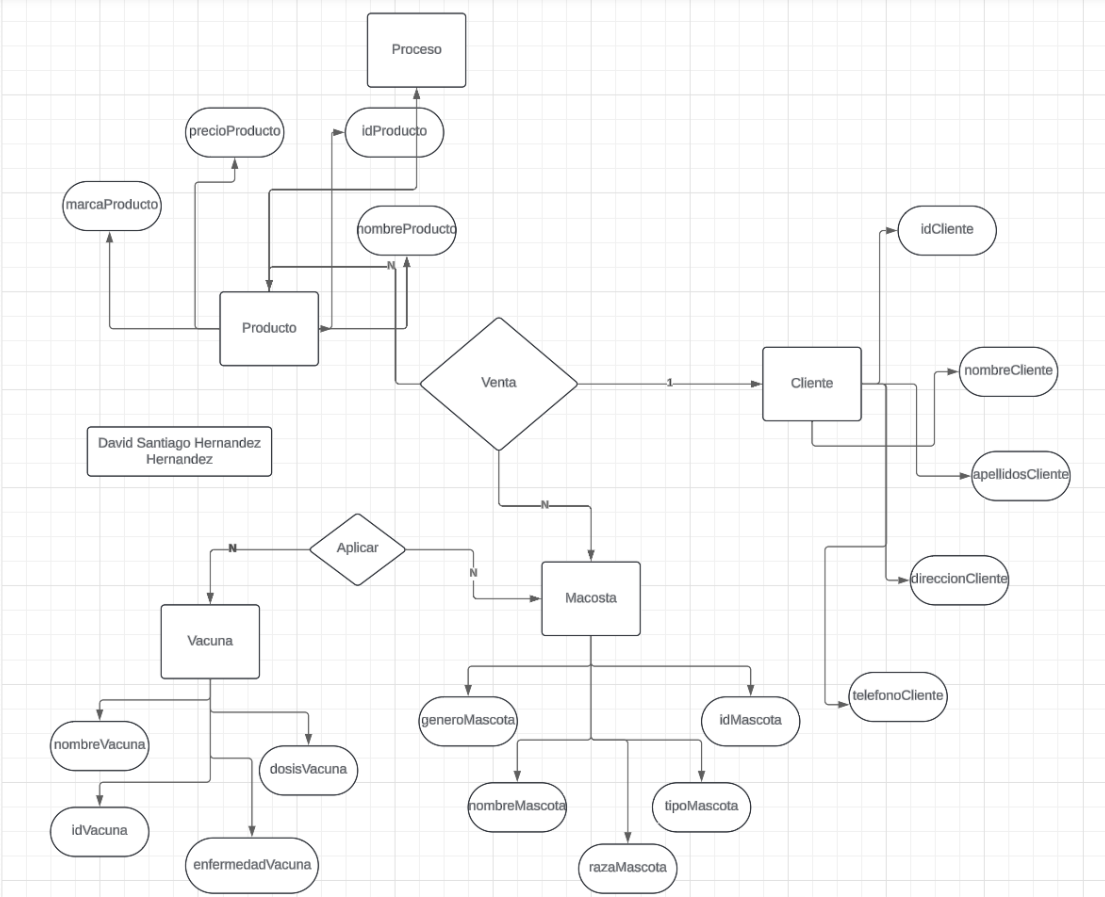 Proceso
precioProducto
idProducto
marcaProducto
nombreProducto
idCliente
N
Producto
Venta
1
Cliente
nombreCliente
David Santiago Hernandez
Hernandez
apellidosCliente
N
N
Aplicar
N
direccionCliente
Macosta
Vacuna
telefonoCliente
generoMascota
idMascota
nombreVacuna
dosisVacuna
nombreMascota
tipoMascota
idVacuna
enfermedadVacuna
razaMascota